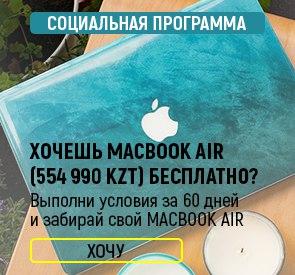 СОЦИАЛЬНАЯ ПРОГРАММА
ХОЧЕШЬ MACBOOK AIR
(554 990 KZT) БЕСПЛАТНО?
Выполни условия за 60 дней
и забирай свой MACBOOK AIR
ХОЧУ